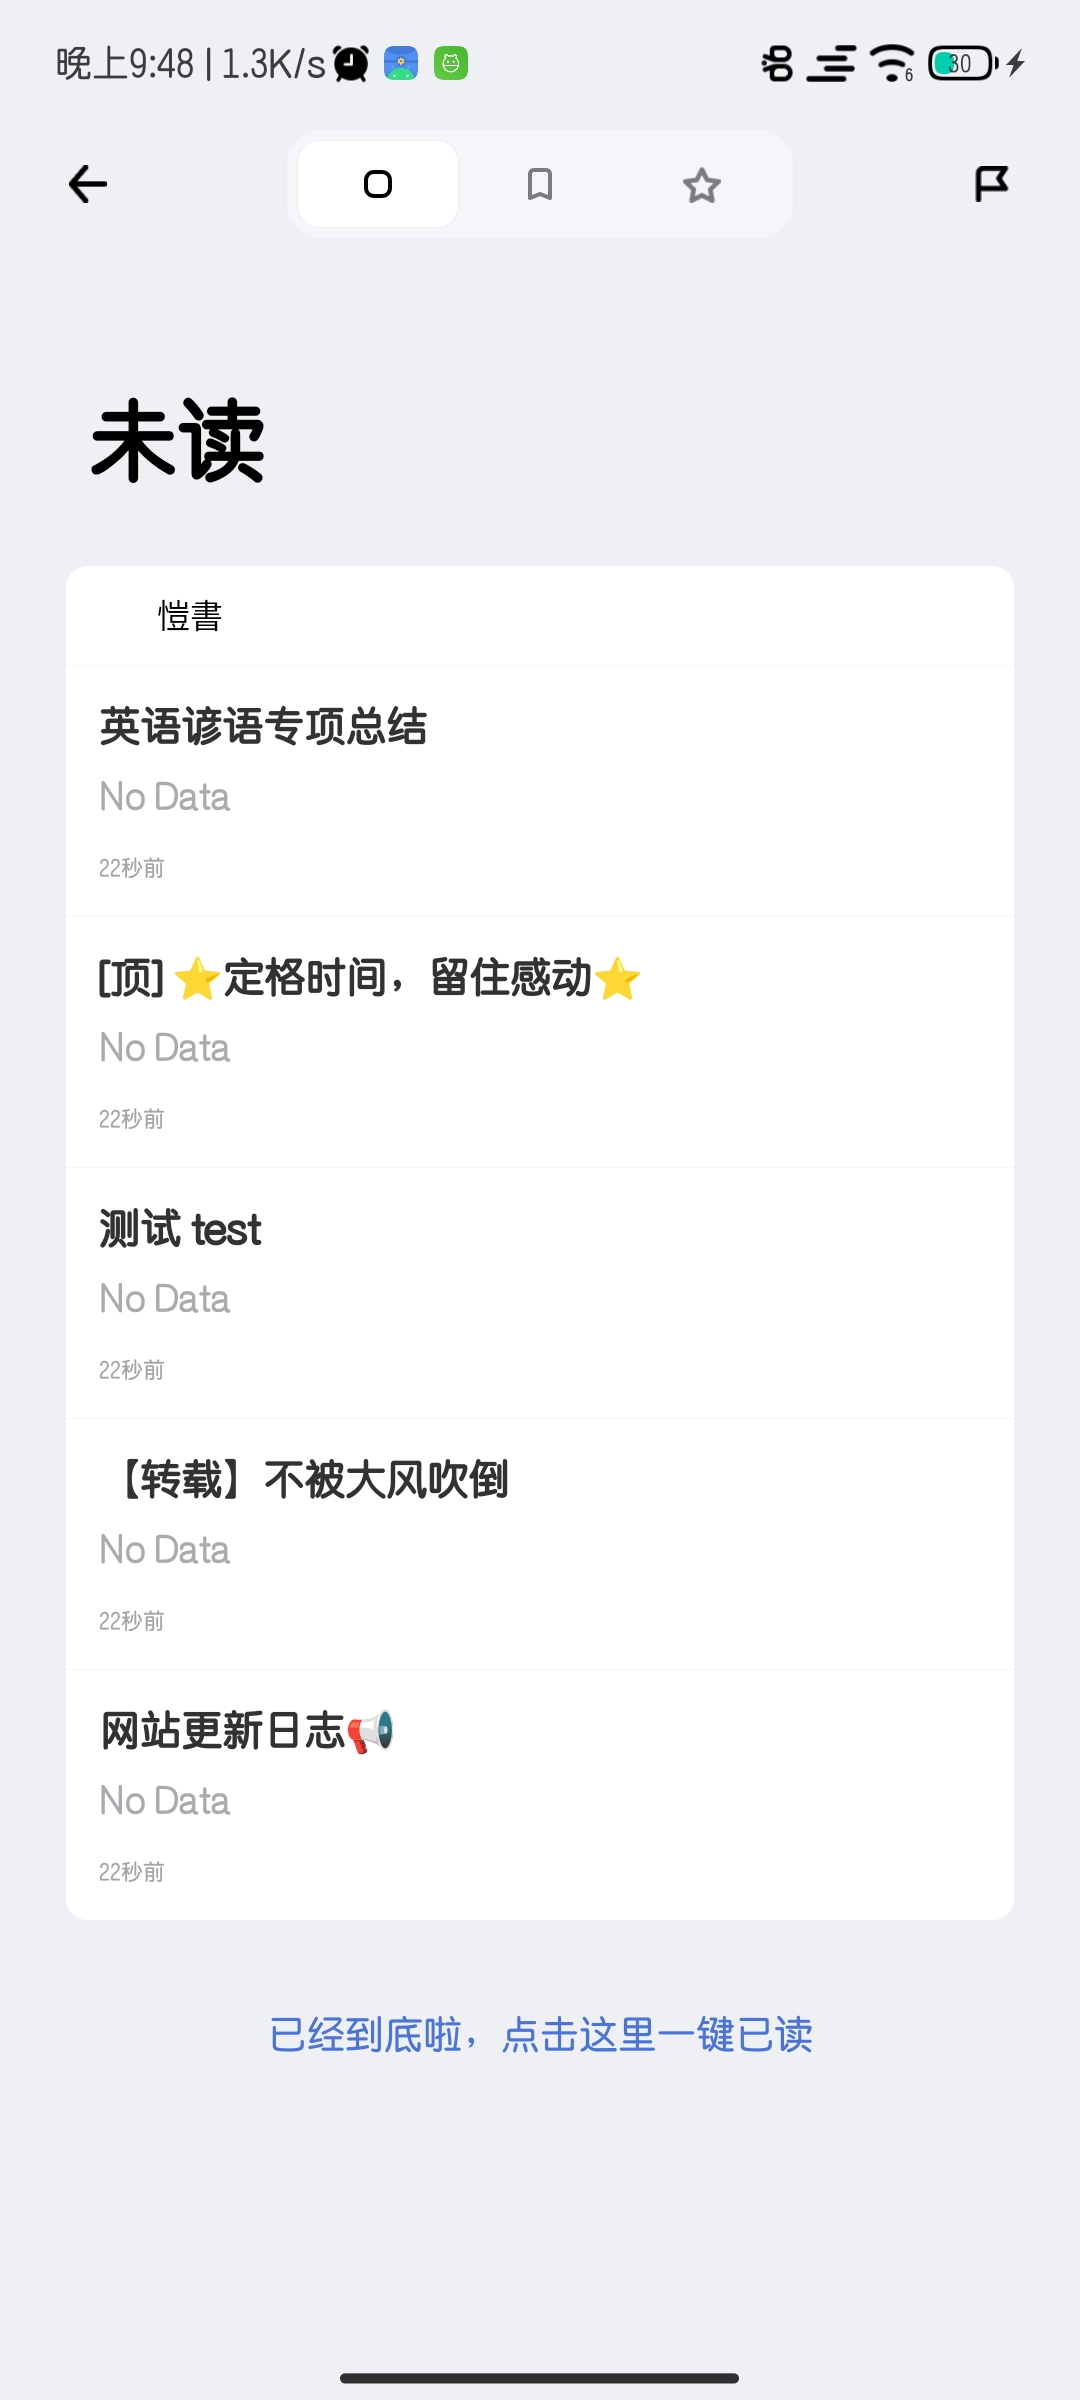 晚上9:48 | 1.3K/s
6
30
未读
愷書
英语谚语专项总结
No Data
22秒前
[顶] ⭐定格时间，留住感动⭐
No Data
22秒前
测试 test
No Data
22秒前
【转载】不被大风吹倒
No Data
22秒前
网站更新日志📢
No Data
22秒前
已经到底啦，点击这里一键已读